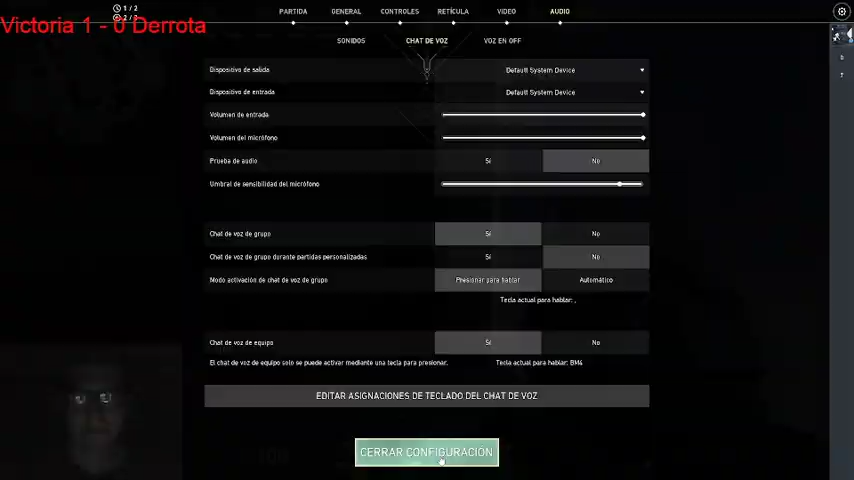 1 / 2
2 /
Victoria 1 - 0 Derrota
PARTIDA GENERAL CONTROLES RETÍCULA VIDEO AUDIO
SONIDOS CHAT DE VOZ VOZ EN OFF
Dispositivo de salida Default System Device
Dispositivo de entrada Default System Device
Volumen de entrada
Volumen del micrófono
Prueba de audio Sí No
Umbral de sensibilidad del micrófono
Chat de voz de grupo Sí No
Chat de voz de grupo durante partidas personalizadas Sí No
Modo activación de chat de voz de grupo Presionar para hablar Automático
Tecla actual para hablar: ,
Chat de voz de equipo Sí No
El chat de voz de equipo solo se puede activar mediante una tecla para presionar. Tecla actual para hablar: BM4
EDITAR ASIGNACIONES DE TECLADO DEL CHAT DE VOZ
CERRAR CONFIGURACIÓN